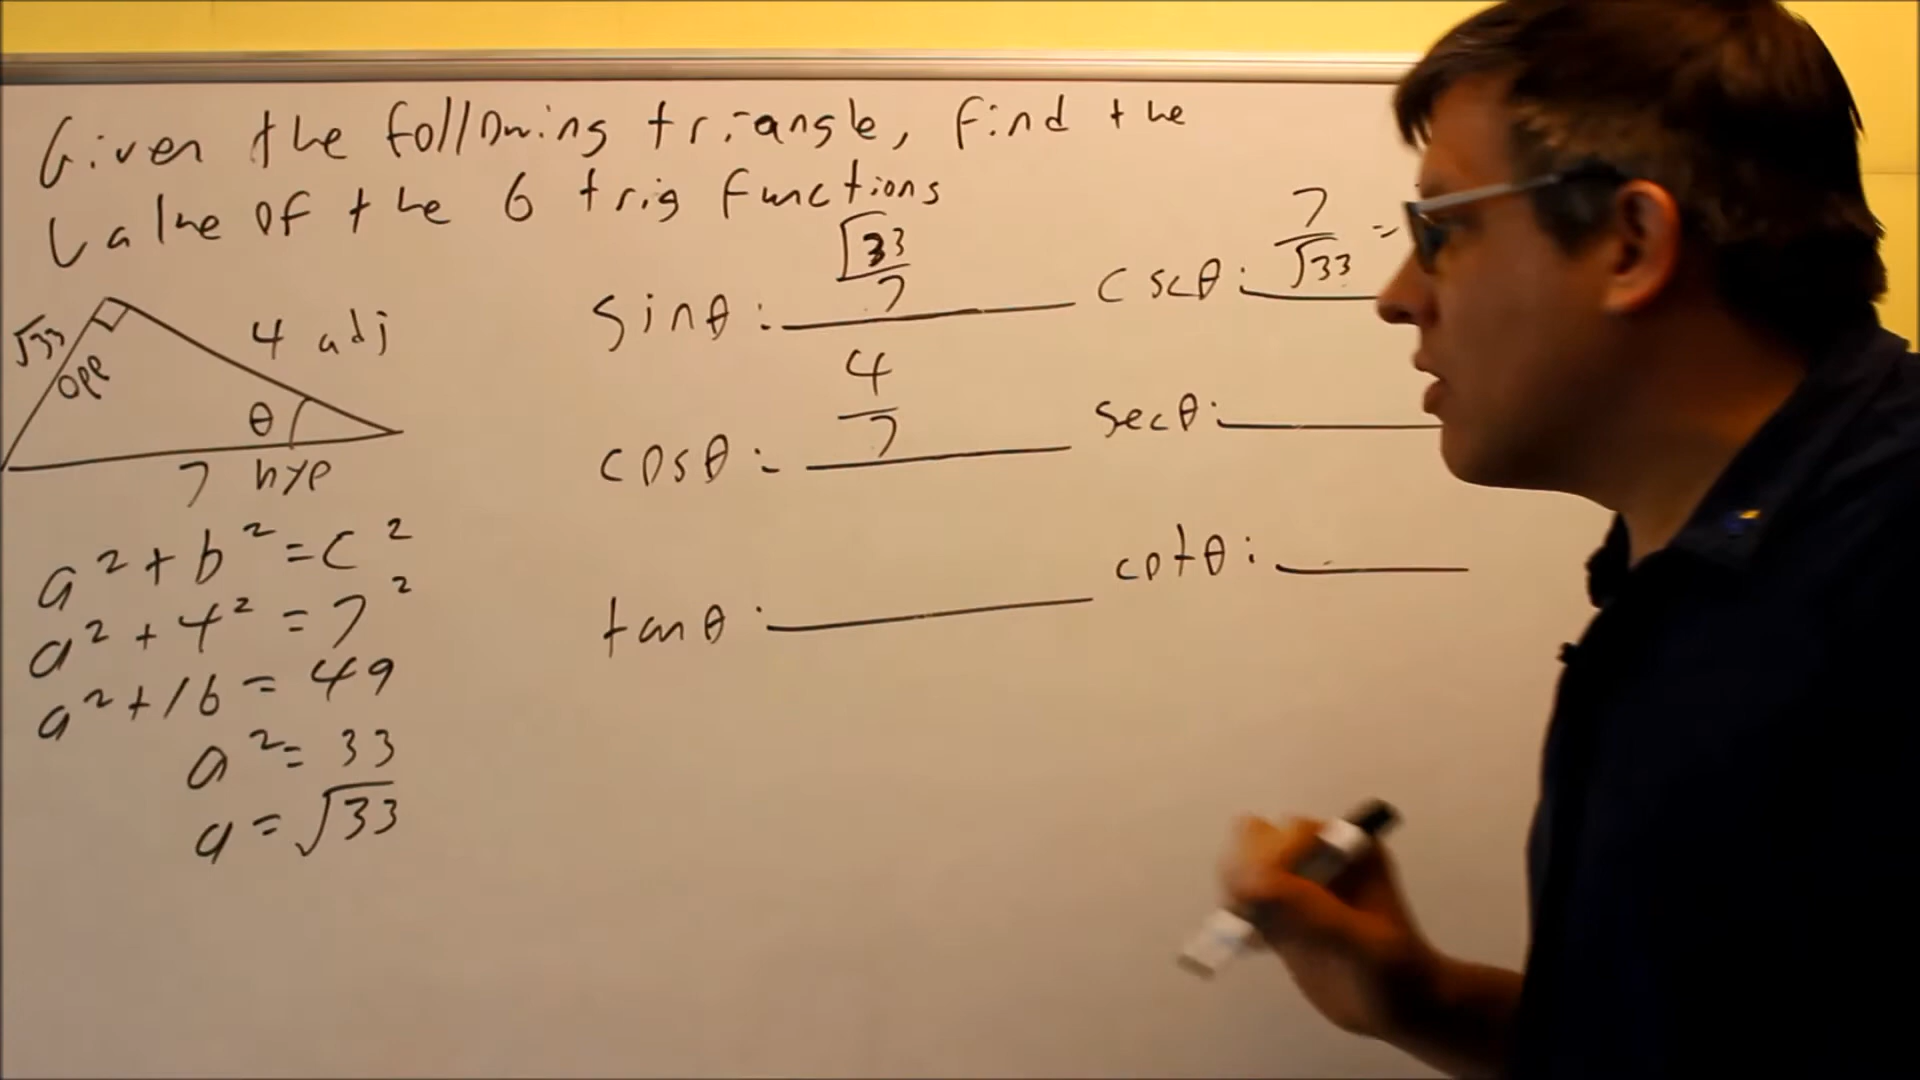 Given the following triangle, find the
value of the 6 trig functions
√33
opp
4 adj
θ
7 hyp
a² + b² = c²
a² + 4² = 7²
a² + 16 = 49
a² = 33
a = √33
sinθ: √33/7
cscθ: 7/√33 =
cosθ: 4/7
secθ:
tanθ:
cotθ: